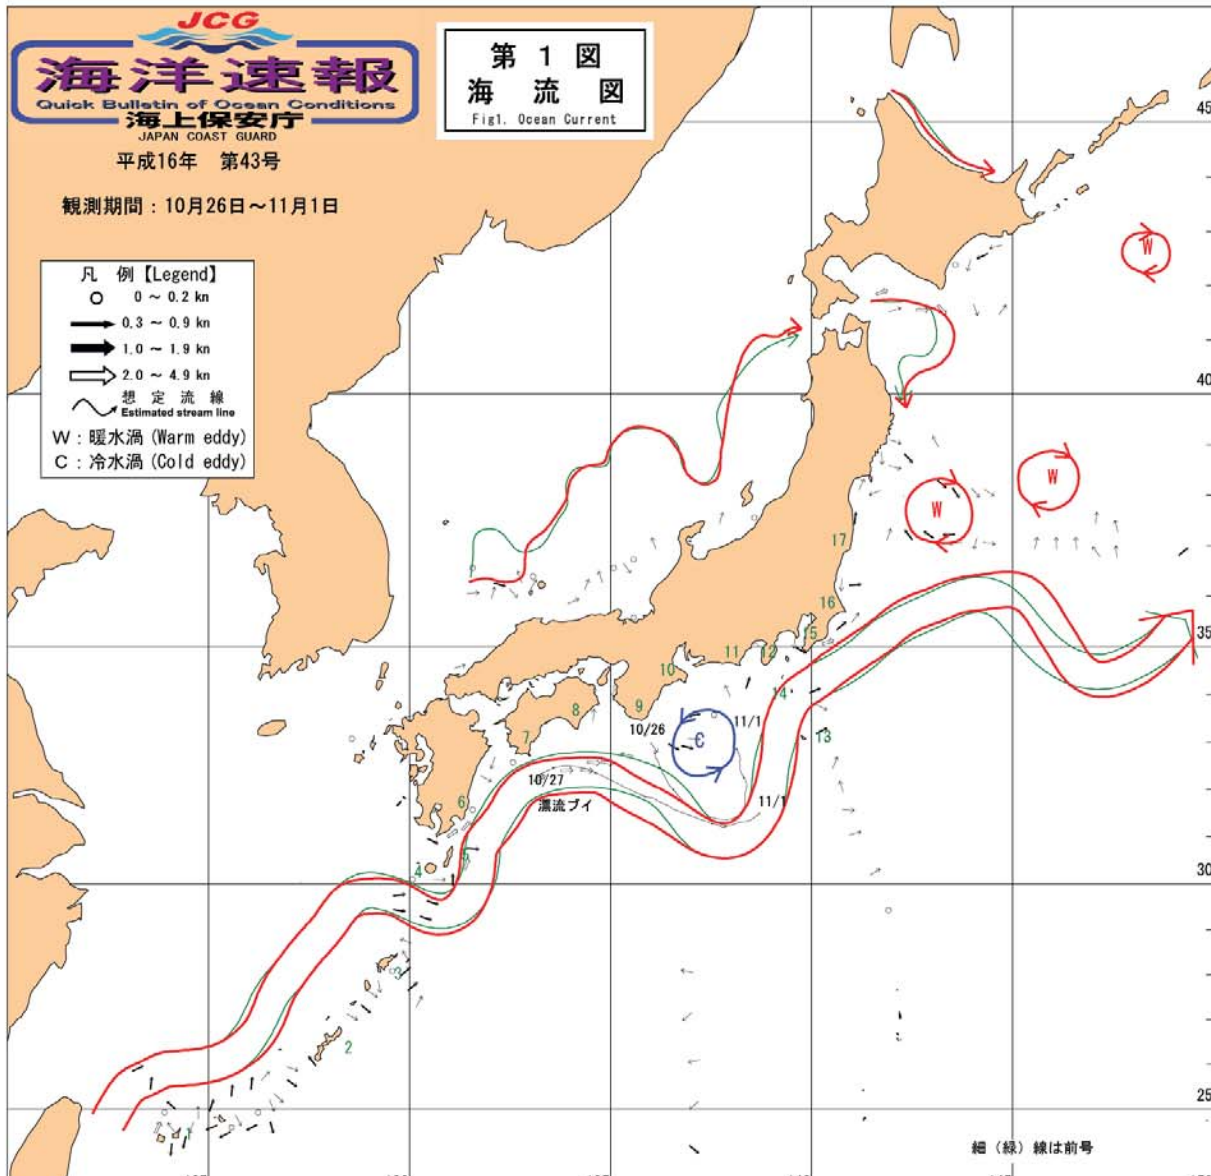 JCG
海洋速報
Quick Bulletin of Ocean Conditions
海上保安庁
JAPAN COAST GUARD
平成16年 第43号
観測期間：10月26日～11月1日
第 1 図
海 流 図
Fig1. Ocean Current
凡 例【Legend】
0 ～ 0.2 kn
0.3 ～ 0.9 kn
1.0 ～ 1.9 kn
2.0 ～ 4.9 kn
想 定 流 線
Estimated stream line
W：暖水渦 (Warm eddy)
C：冷水渦 (Cold eddy)
45
W
40
W
W
17
16
35
15
11
12
10
14
9
8
10/26
11/1
C
13
7
10/27
11/1
漂流ブイ
6
5
4
30
3
2
25
1
細（緑）線は前号